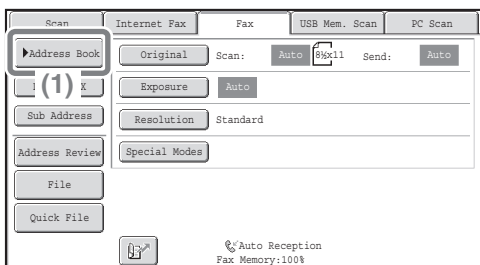 Scan
Internet Fax
Fax
USB Mem. Scan
PC Scan
Address Book
Original
Scan:
Auto
8½x11
Send:
Auto
(1)
X
Exposure
Auto
Sub Address
Resolution
Standard
Address Review
Special Modes
File
Quick File
Auto Reception
Fax Memory:100%